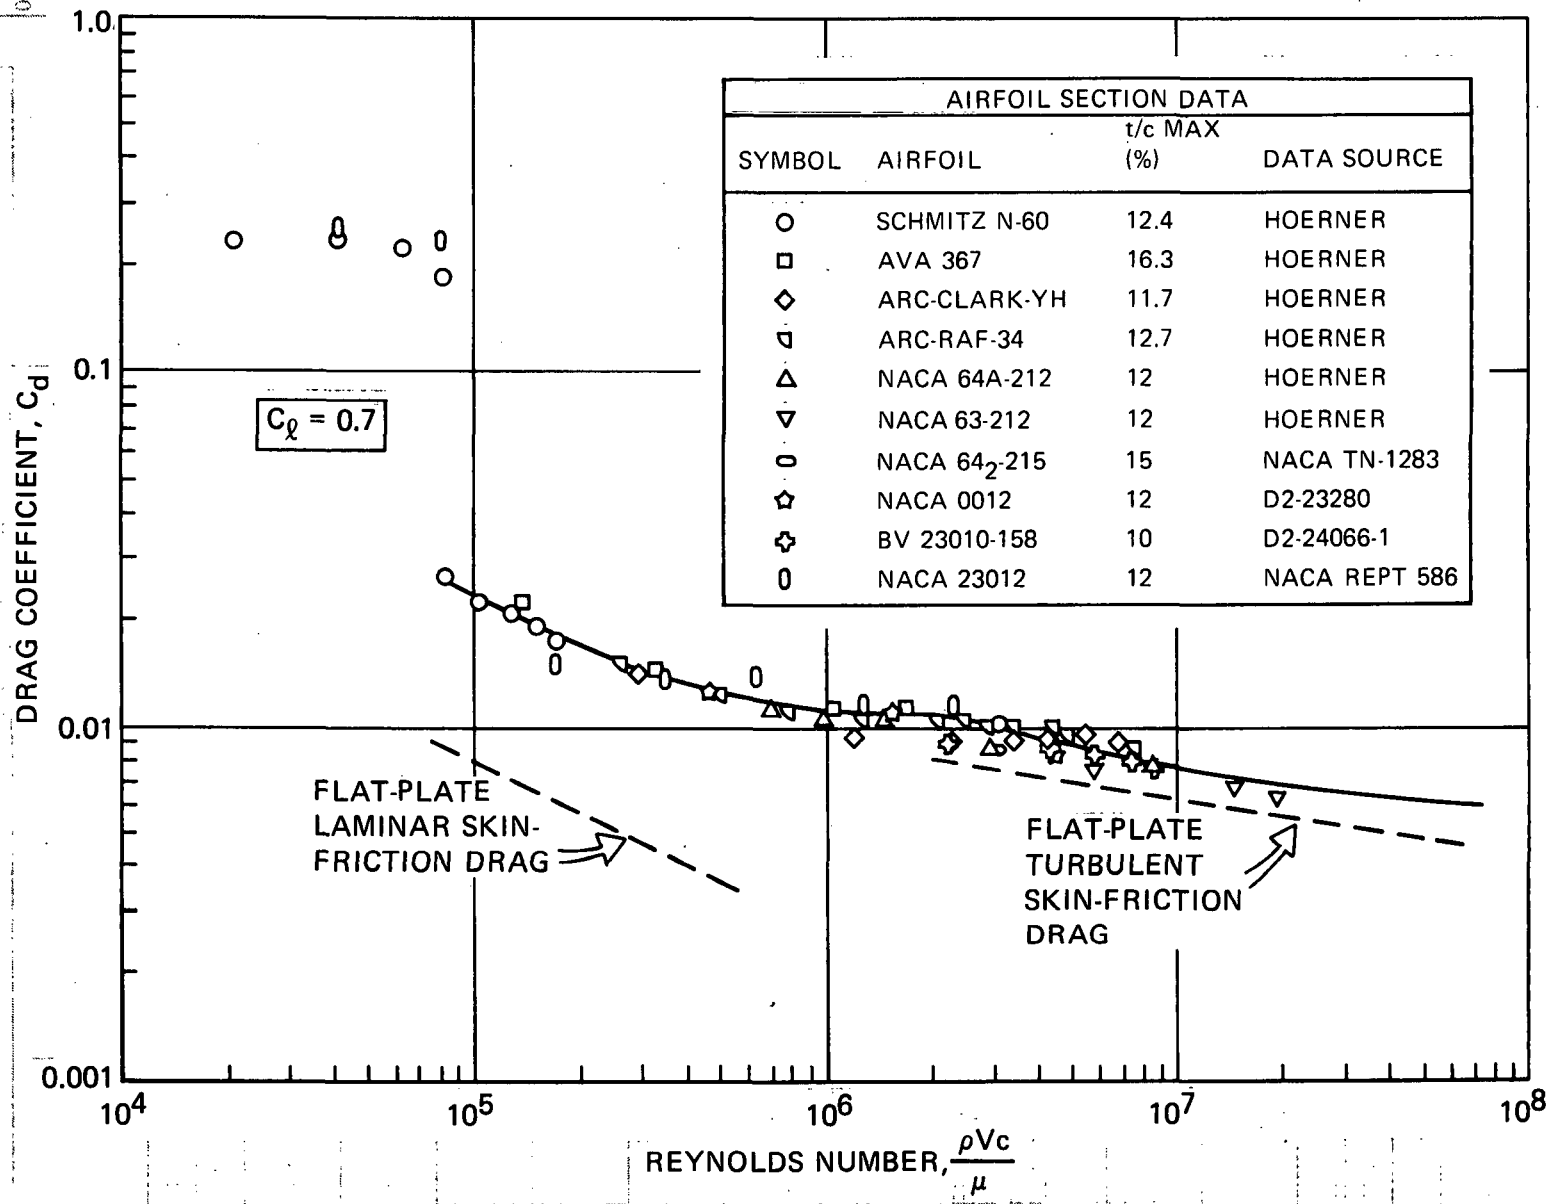 1.0
0.1
0.01
0.001
DRAG COEFFICIENT, Cd
Cℓ = 0.7
AIRFOIL SECTION DATA
SYMBOL AIRFOIL t/c MAX (%) DATA SOURCE
SCHMITZ N-60 12.4 HOERNER
AVA 367 16.3 HOERNER
ARC-CLARK-YH 11.7 HOERNER
ARC-RAF-34 12.7 HOERNER
NACA 64A-212 12 HOERNER
NACA 63-212 12 HOERNER
NACA 64₂-215 15 NACA TN-1283
NACA 0012 12 D2-23280
BV 23010-158 10 D2-24066-1
NACA 23012 12 NACA REPT 586
FLAT-PLATE
LAMINAR SKIN-
FRICTION DRAG
FLAT-PLATE
TURBULENT
SKIN-FRICTION
DRAG
10⁴ 10⁵ 10⁶ 10⁷ 10⁸
REYNOLDS NUMBER, ρVc/μ